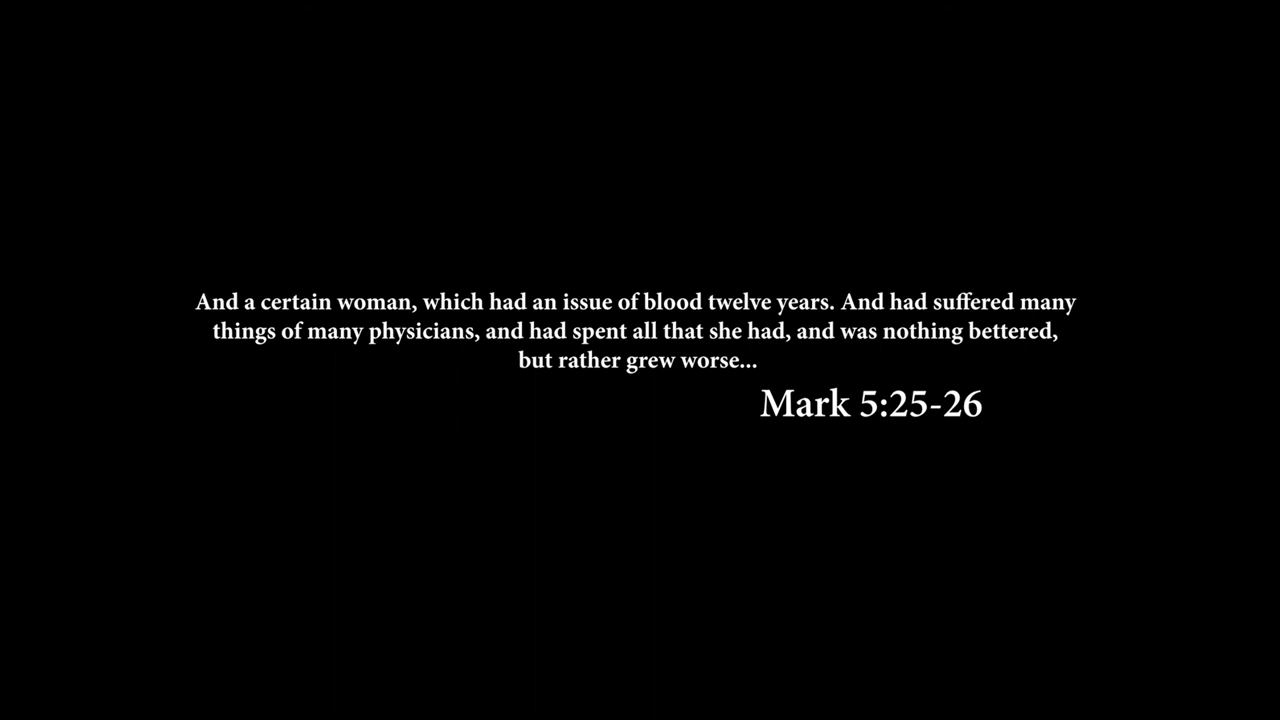 And a certain woman, which had an issue of blood twelve years. And had suffered many
things of many physicians, and had spent all that she had, and was nothing bettered,
but rather grew worse...
Mark 5:25-26